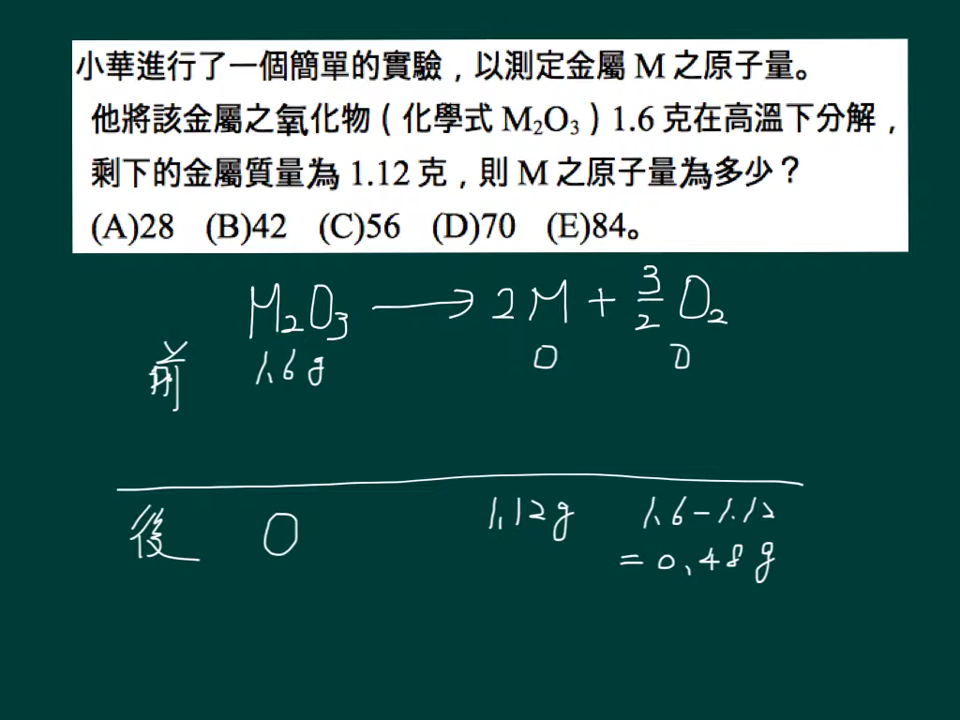 小華進行了一個簡單的實驗，以測定金屬 M 之原子量。
他將該金屬之氧化物（化學式 M₂O₃）1.6 克在高溫下分解，
剩下的金屬質量為 1.12 克，則 M 之原子量為多少？
(A)28 (B)42 (C)56 (D)70 (E)84。
M₂O₃ → 2M + 3/2 O₂
前 1.6g 0 0
後 0 1.12g 1.6-1.12
=0.48g